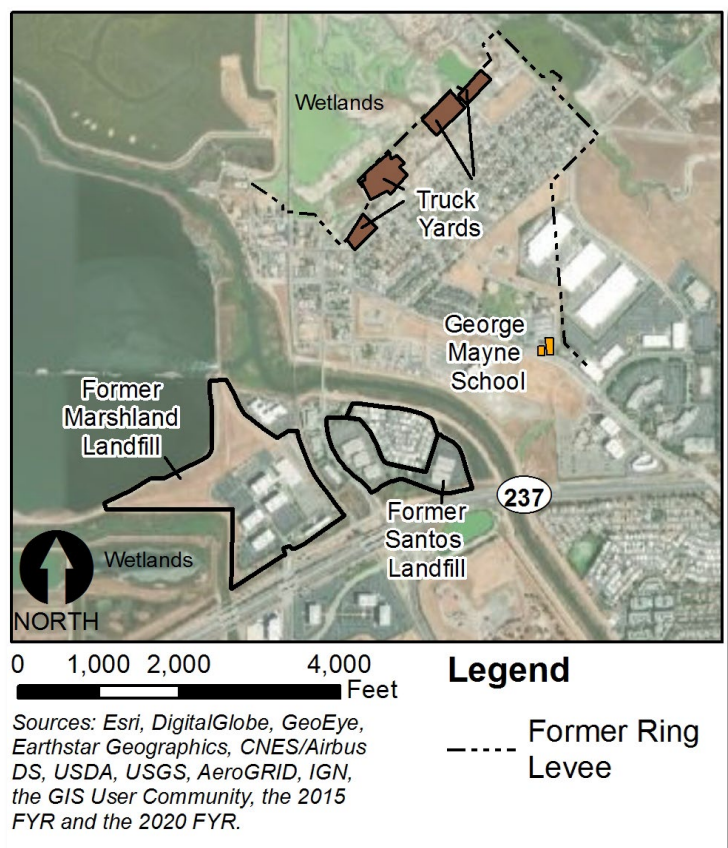 Wetlands
Truck
Yards
George
Mayne
School
Former
Marshland
Landfill
237
Former
Santos
Landfill
Wetlands
NORTH
0 1,000 2,000 4,000
Feet
Sources: Esri, DigitalGlobe, GeoEye,
Earthstar Geographics, CNES/Airbus
DS, USDA, USGS, AeroGRID, IGN,
the GIS User Community, the 2015
FYR and the 2020 FYR.
Legend
Former Ring
Levee